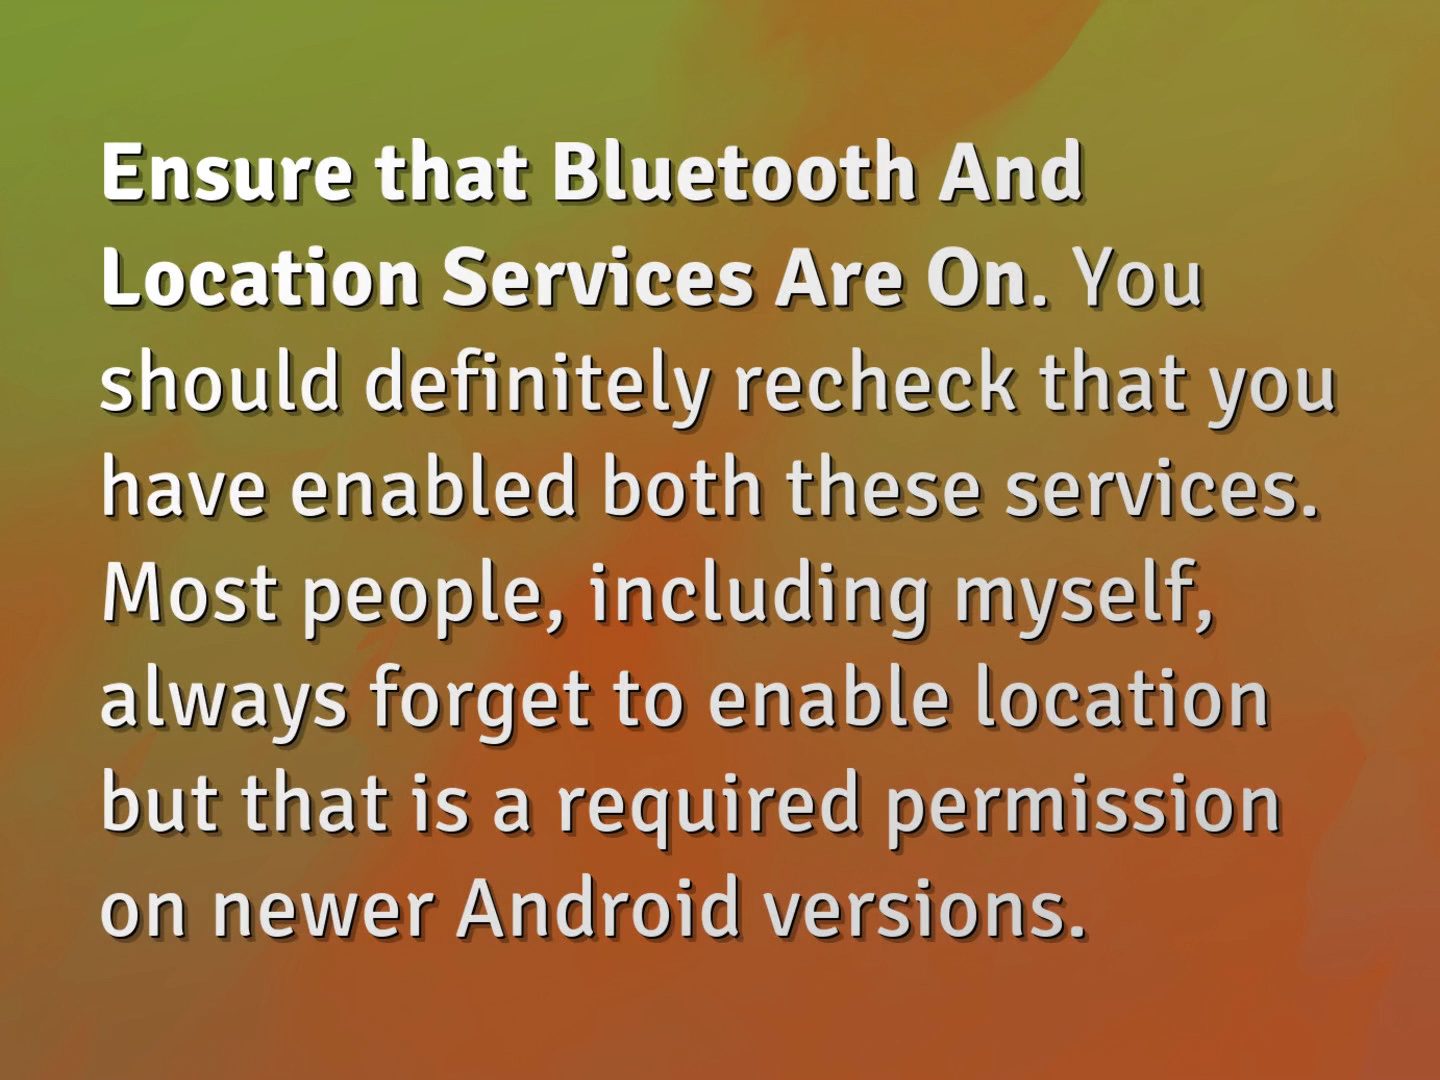 Ensure that Bluetooth And
Location Services Are On. You
should definitely recheck that you
have enabled both these services.
Most people, including myself,
always forget to enable location
but that is a required permission
on newer Android versions.